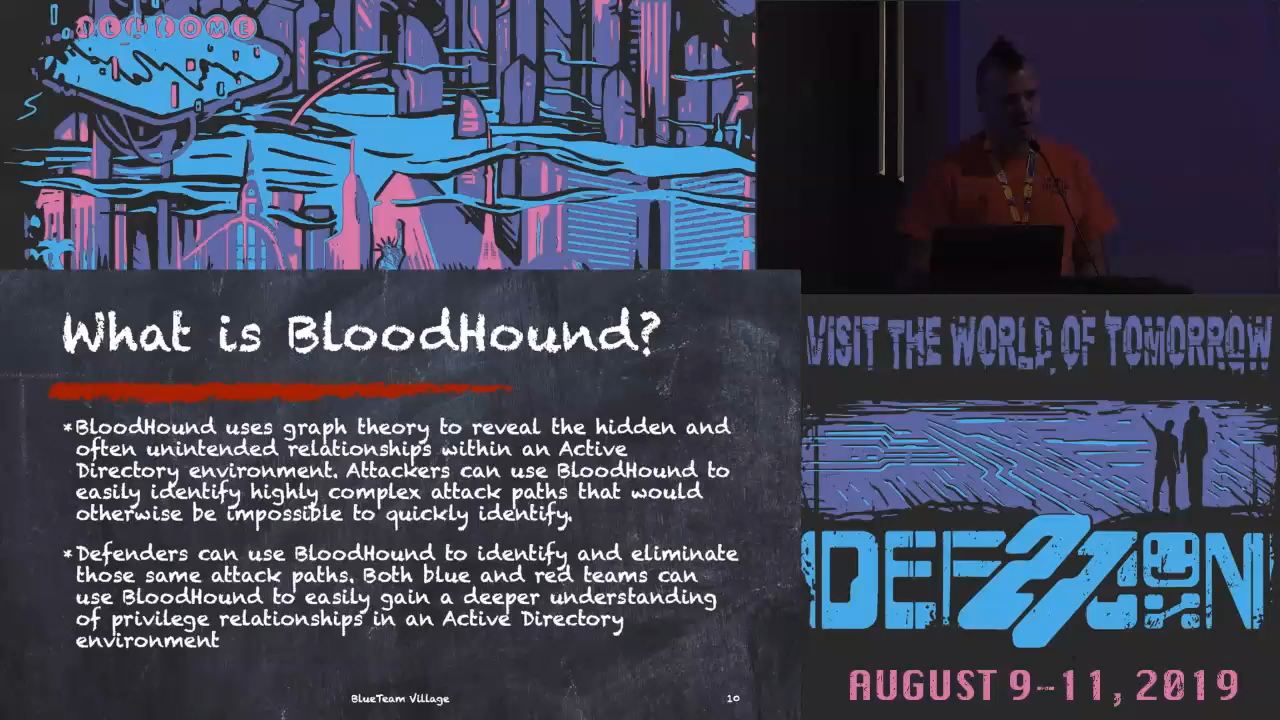 WELCOME
What is BloodHound?
*BloodHound uses graph theory to reveal the hidden and
often unintended relationships within an Active
Directory environment. Attackers can use BloodHound to
easily identify highly complex attack paths that would
otherwise be impossible to quickly identify.
*Defenders can use BloodHound to identify and eliminate
those same attack paths. Both blue and red teams can
use BloodHound to easily gain a deeper understanding
of privilege relationships in an Active Directory
environment
BlueTeam Village
10
VISIT THE WORLD OF TOMORROW
DEF27CON
AUGUST 9-11, 2019